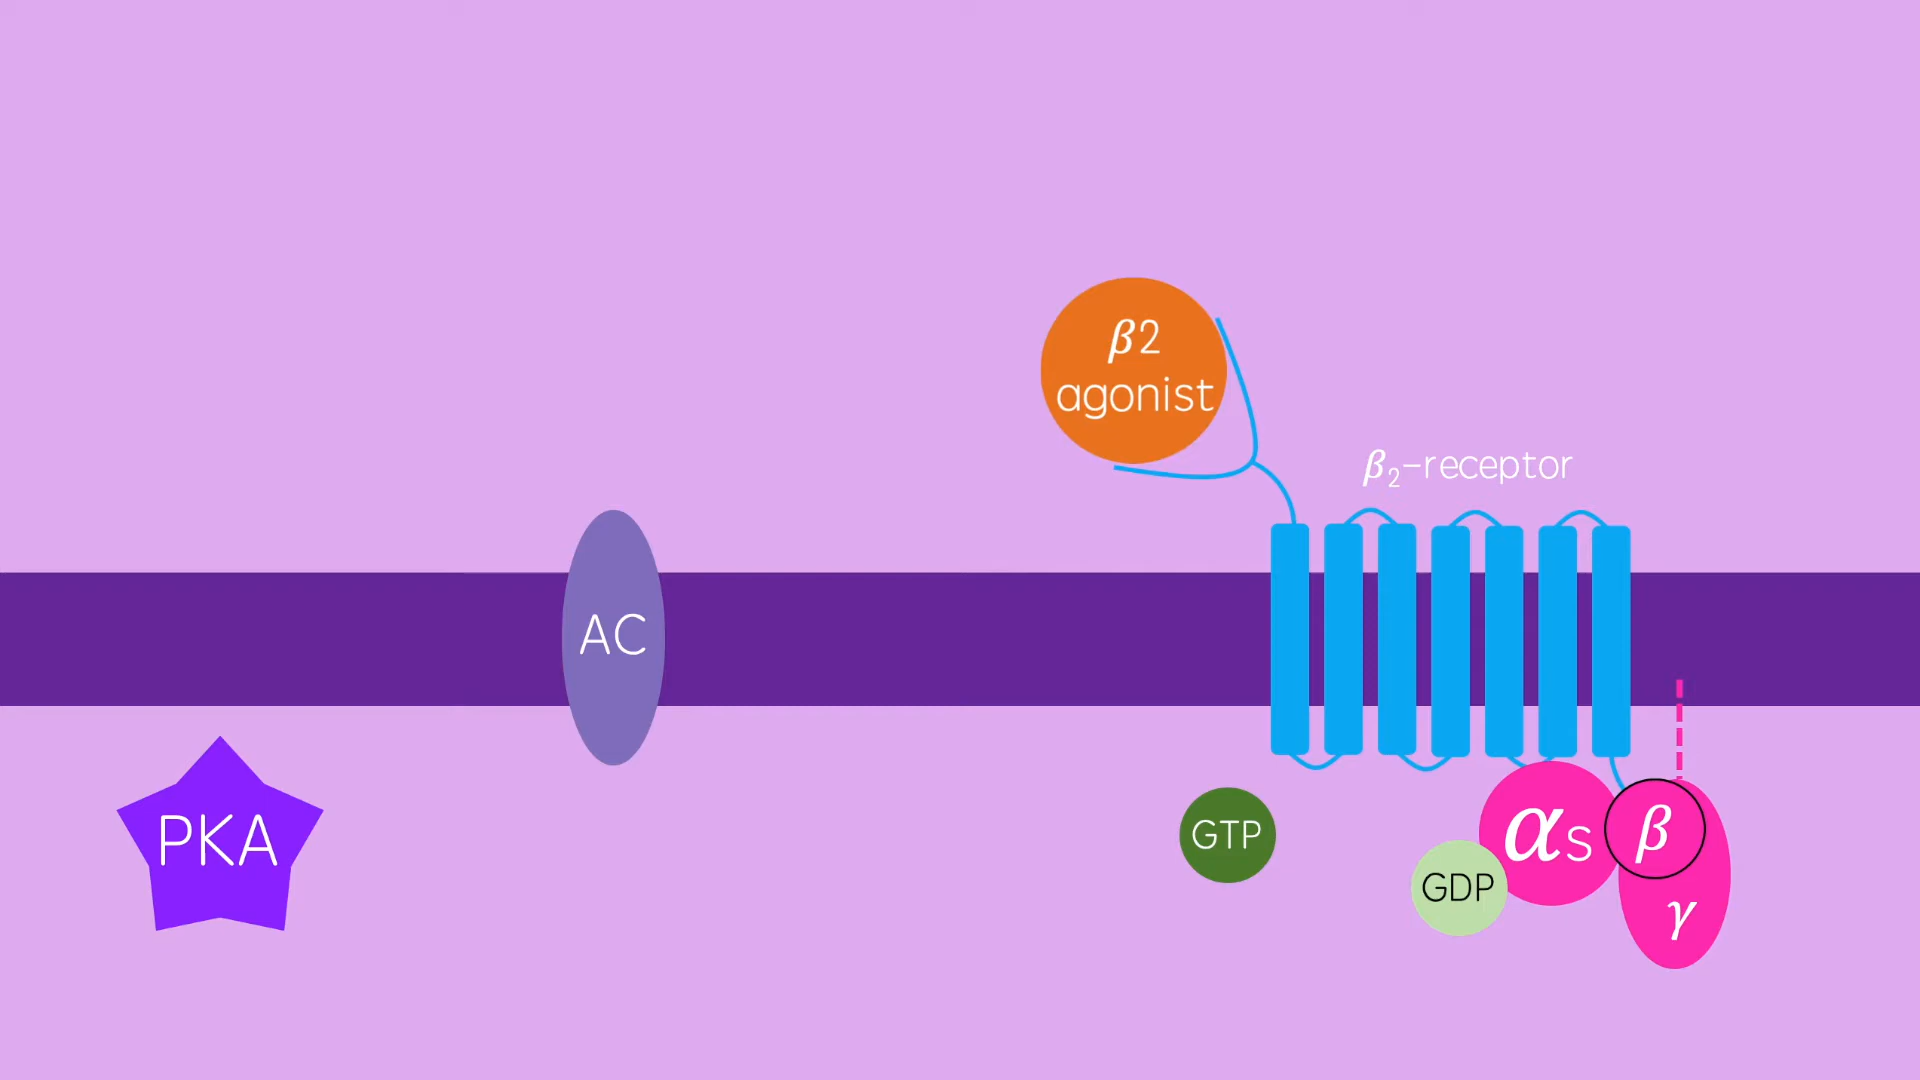 β2
agonist
β₂-receptor
AC
PKA
GTP
GDP
αs
β
γ